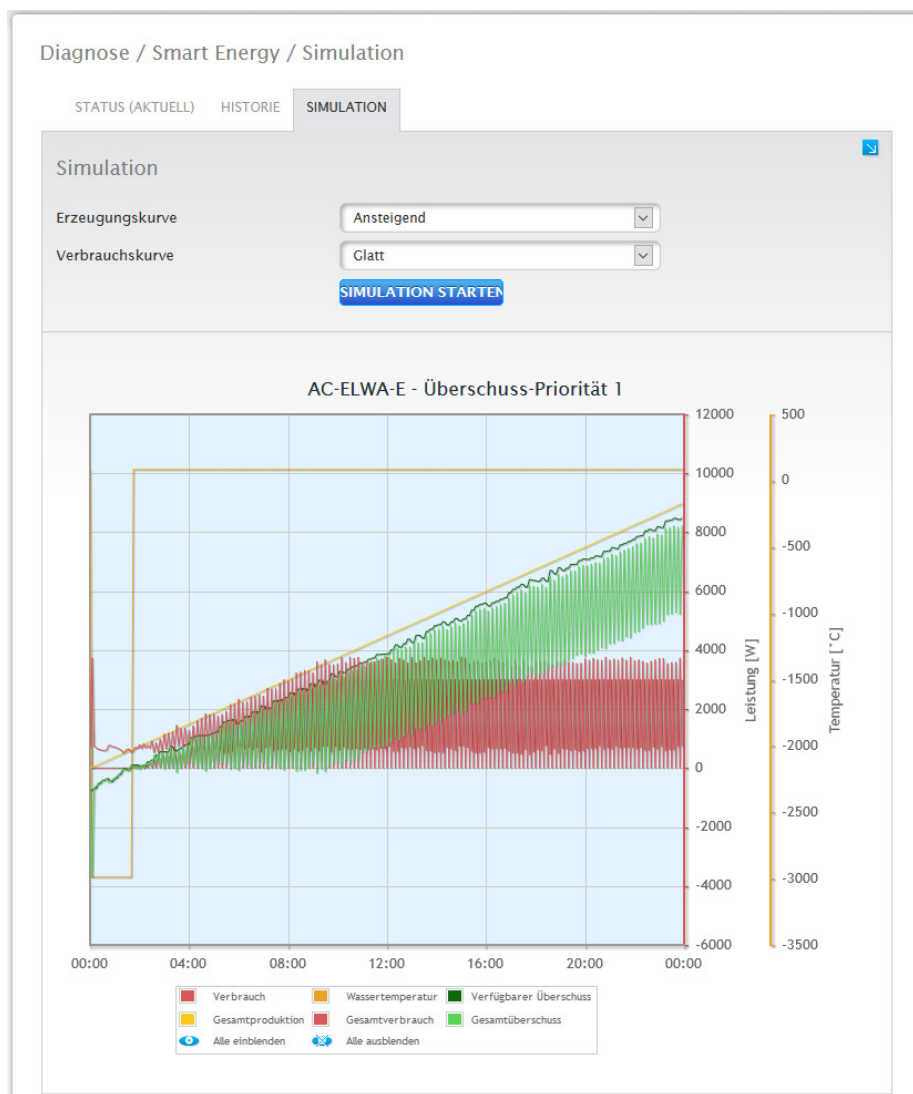 Diagnose / Smart Energy / Simulation
STATUS (AKTUELL) HISTORIE SIMULATION
Simulation
Erzeugungskurve Ansteigend
Verbrauchskurve Glatt
SIMULATION STARTEN
AC-ELWA-E - Überschuss-Priorität 1
12000 500
10000 0
8000 -500
6000 -1000
4000 -1500
2000 -2000
0 -2500
-2000 -3000
-4000 -3500
-6000
Leistung [W]
Temperatur [°C]
00:00 04:00 08:00 12:00 16:00 20:00 00:00
Verbrauch Wassertemperatur Verfügbarer Überschuss
Gesamtproduktion Gesamtverbrauch Gesamtüberschuss
Alle einblenden Alle ausblenden